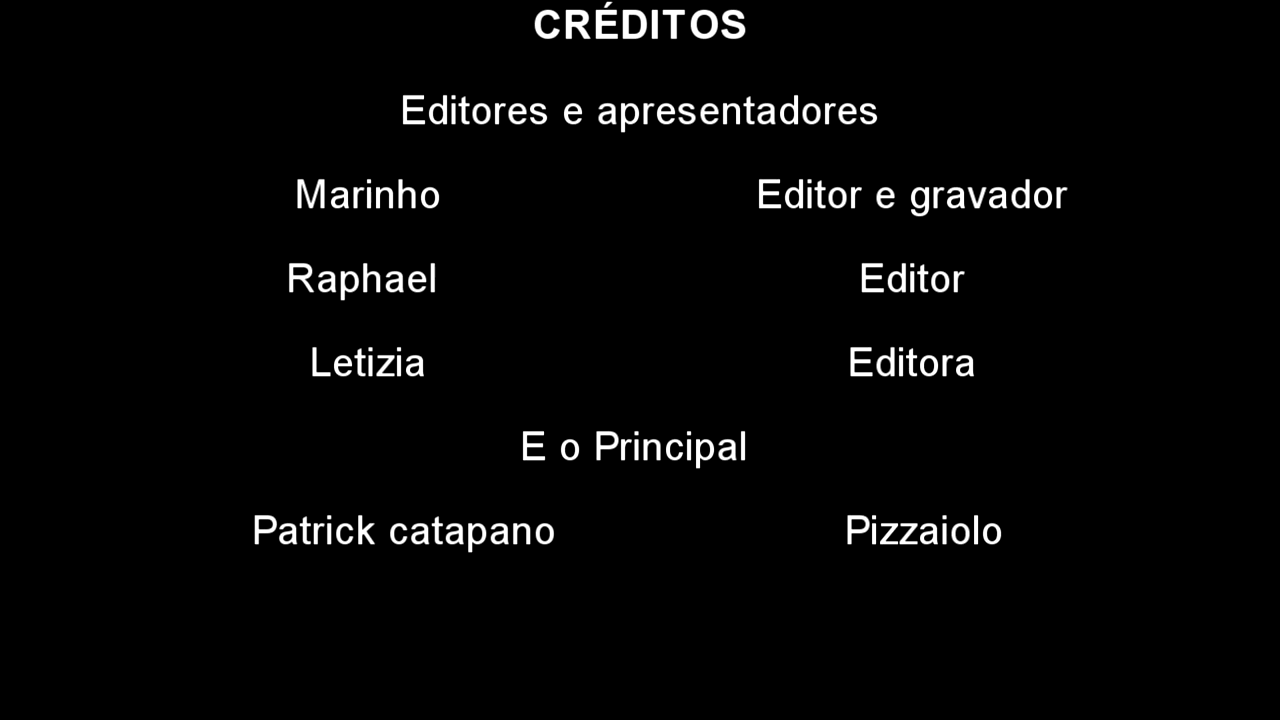 CRÉDITOS
Editores e apresentadores
Marinho Editor e gravador
Raphael Editor
Letizia Editora
E o Principal
Patrick catapano Pizzaiolo